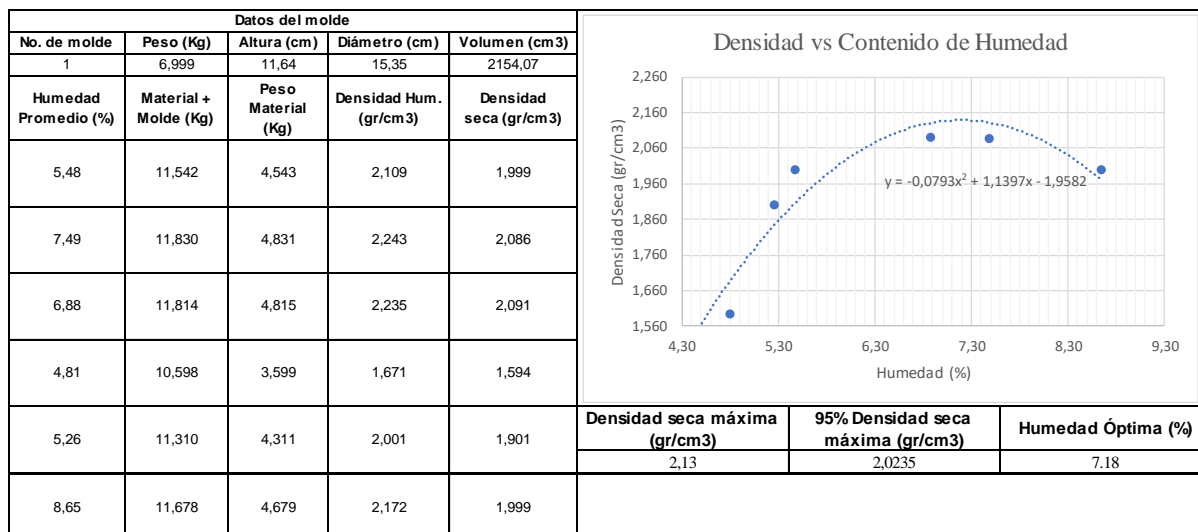 Datos del molde
No. de molde Peso (Kg) Altura (cm) Diámetro (cm) Volumen (cm3)
1 6,999 11,64 15,35 2154,07
Humedad Promedio (%) Material + Molde (Kg) Peso Material (Kg) Densidad Hum. (gr/cm3) Densidad seca (gr/cm3)
5,48 11,542 4,543 2,109 1,999
7,49 11,830 4,831 2,243 2,086
6,88 11,814 4,815 2,235 2,091
4,81 10,598 3,599 1,671 1,594
5,26 11,310 4,311 2,001 1,901
8,65 11,678 4,679 2,172 1,999
Densidad vs Contenido de Humedad
Densidad Seca (gr/cm3)
2,260
2,160
2,060
1,960
1,860
1,760
1,660
1,560
y = -0,0793x² + 1,1397x - 1,9582
4,30 5,30 6,30 7,30 8,30 9,30
Humedad (%)
Densidad seca máxima (gr/cm3) 95% Densidad seca máxima (gr/cm3) Humedad Óptima (%)
2,13 2,0235 7.18